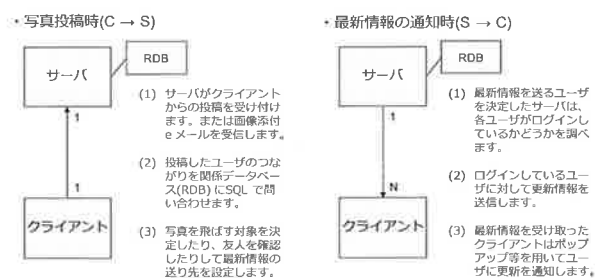 ・写真投稿時(C → S)
RDB
サーバ
(1) サーバがクライアント
からの投稿を受け付け
ます。または画像添付
e メールを受信します。
1
(2) 投稿したユーザのつな
がりを関係データベー
ス(RDB) にSQL で問
い合わせます。
1
クライアント
(3) 写真を飛ばす対象を決
定したり、友人を確認
したりして最新情報の
送り先を設定します。
・最新情報の通知時(S → C)
RDB
サーバ
(1) 最新情報を送るユーザ
を決定したサーバは、
各ユーザがログインし
ているかどうかを調べ
ます。
1
(2) ログインしているユー
ザに対して更新情報を
送信します。
N
クライアント
(3) 最新情報を受け取った
クライアントはポップ
アップ等を用いてユー
ザに更新を通知します。